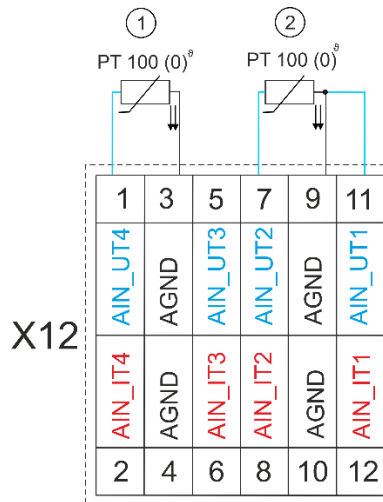 1 2
PT 100 (0)ϑ PT 100 (0)ϑ
1 3 5 7 9 11
AIN_UT4 AGND AIN_UT3 AIN_UT2 AGND AIN_UT1
X12
AIN_IT4 AGND AIN_IT3 AIN_IT2 AGND AIN_IT1
2 4 6 8 10 12